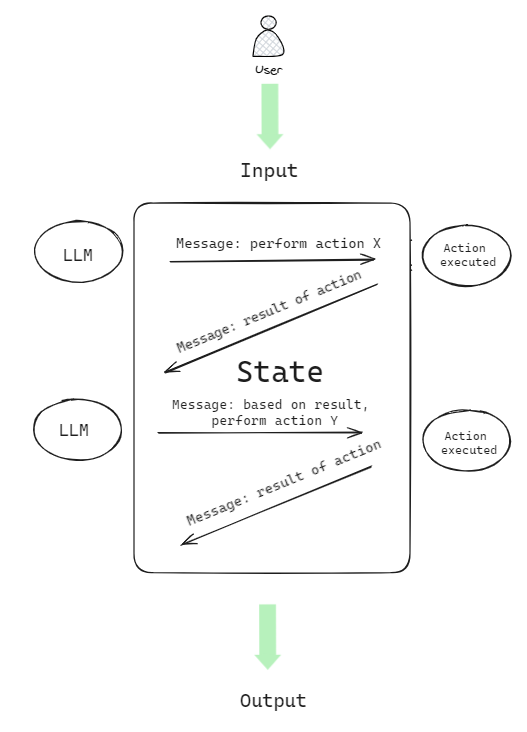 User
Input
Message: perform action X
LLM
Action
executed
Message: result of action
State
Message: based on result,
perform action Y
LLM
Action
executed
Message: result of action
Output